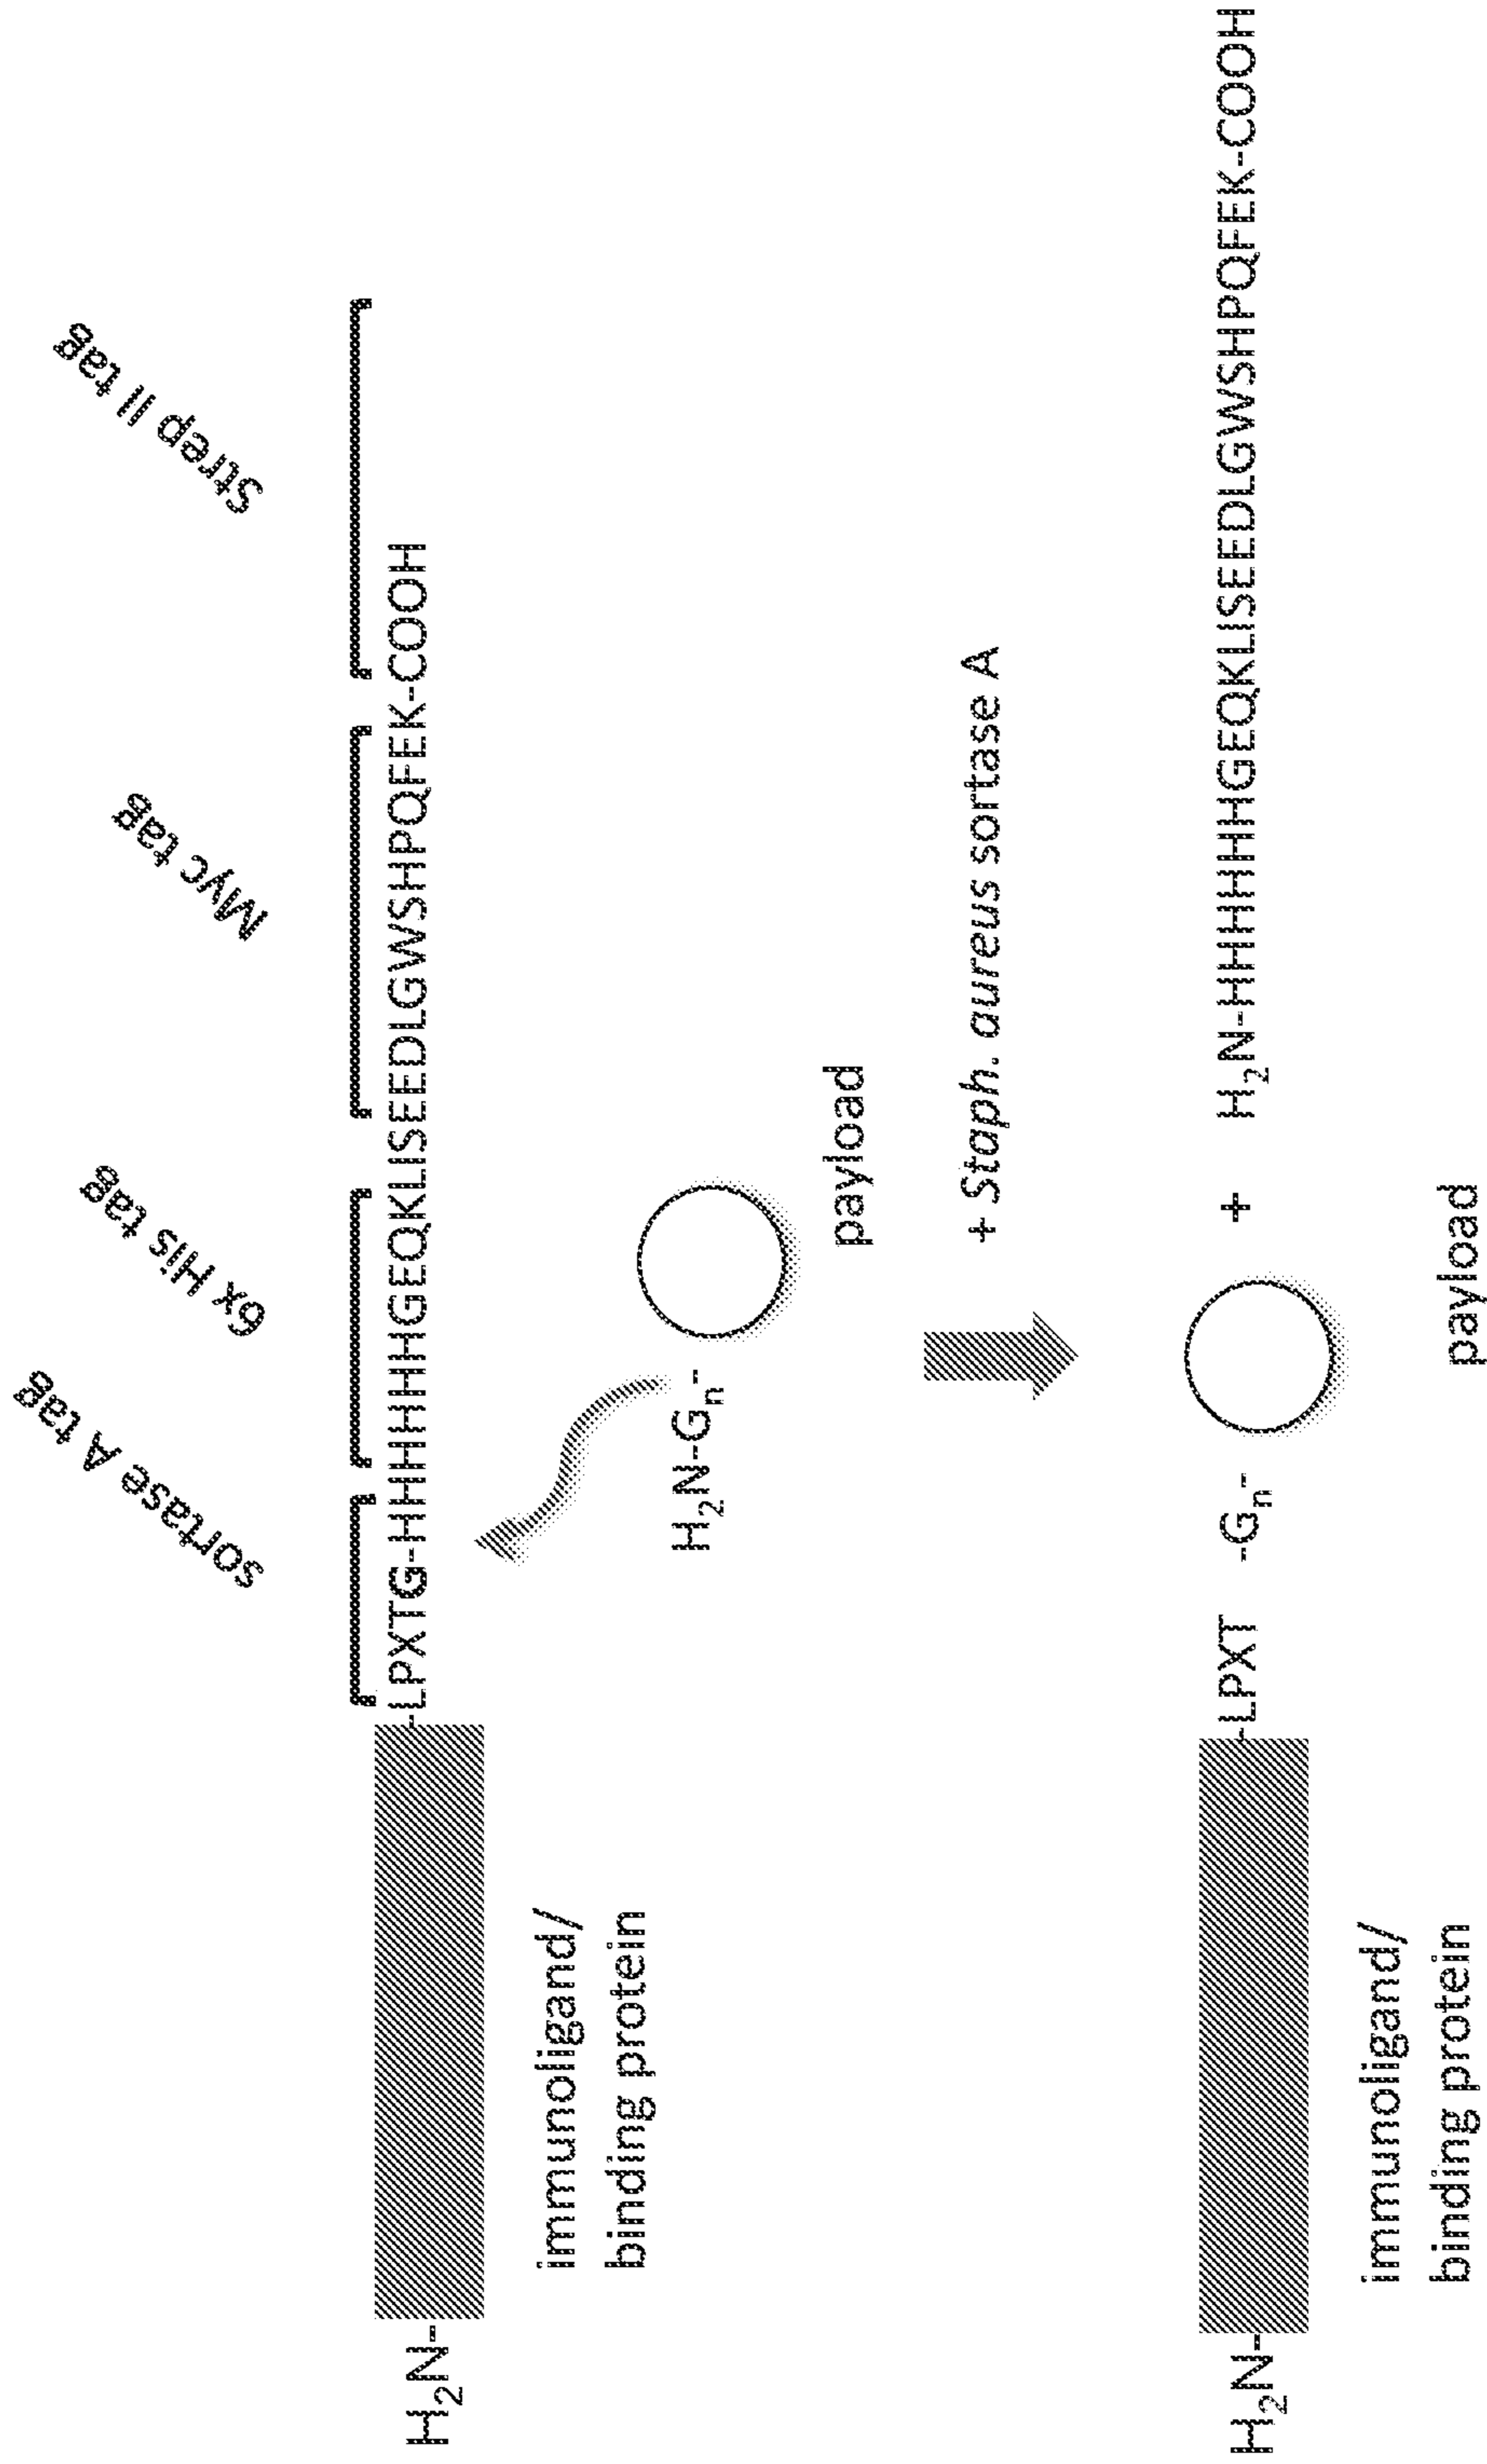 sortase A tag
6x His tag
Myc tag
Strep II tag
H₂N-
-LPXTG-HHHHHHGEQKLISEEDLGWSHPQFEK-COOH
immunoligand/
binding protein
H₂N-Gₙ-
payload
+ Staph. aureus sortase A
H₂N-
-LPXT -Gₙ- + H₂N-HHHHHHGEQKLISEEDLGWSHPQFEK-COOH
immunoligand/
binding protein
payload